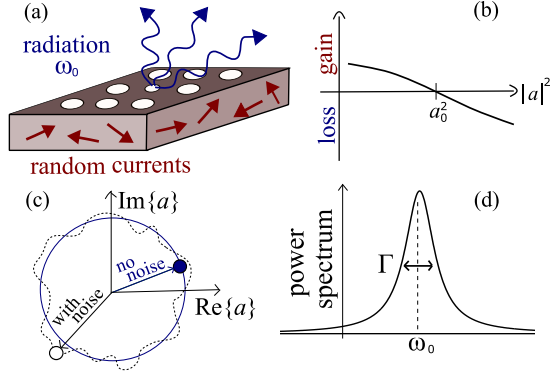 (a)
radiation
ω₀
random currents
(b)
gain
loss
|a|²
a₀²
(c)
Im{a}
Re{a}
no
noise
with
noise
(d)
power
spectrum
Γ
ω₀